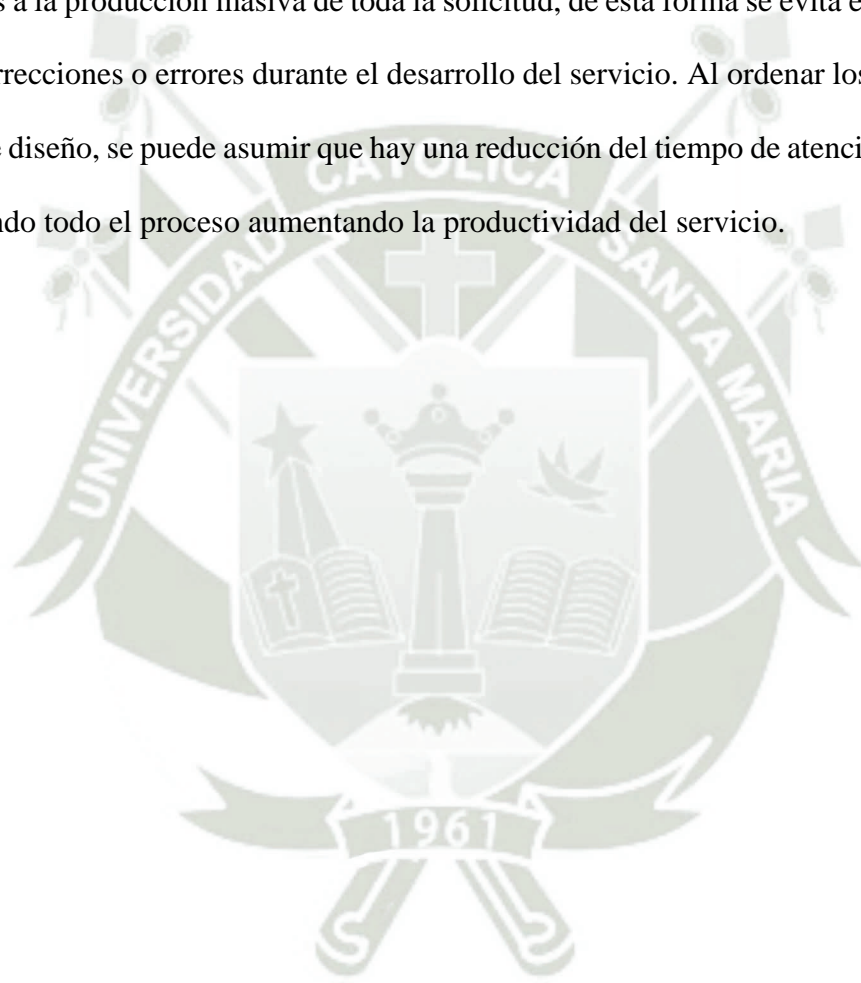 s a la producción masiva de toda la solicitud, de esta forma se evita e
rrecciones o errores durante el desarrollo del servicio. Al ordenar los
e diseño, se puede asumir que hay una reducción del tiempo de atenci
ndo todo el proceso aumentando la productividad del servicio.
UNIVERSIDAD CATOLICA SANTA MARIA
1961